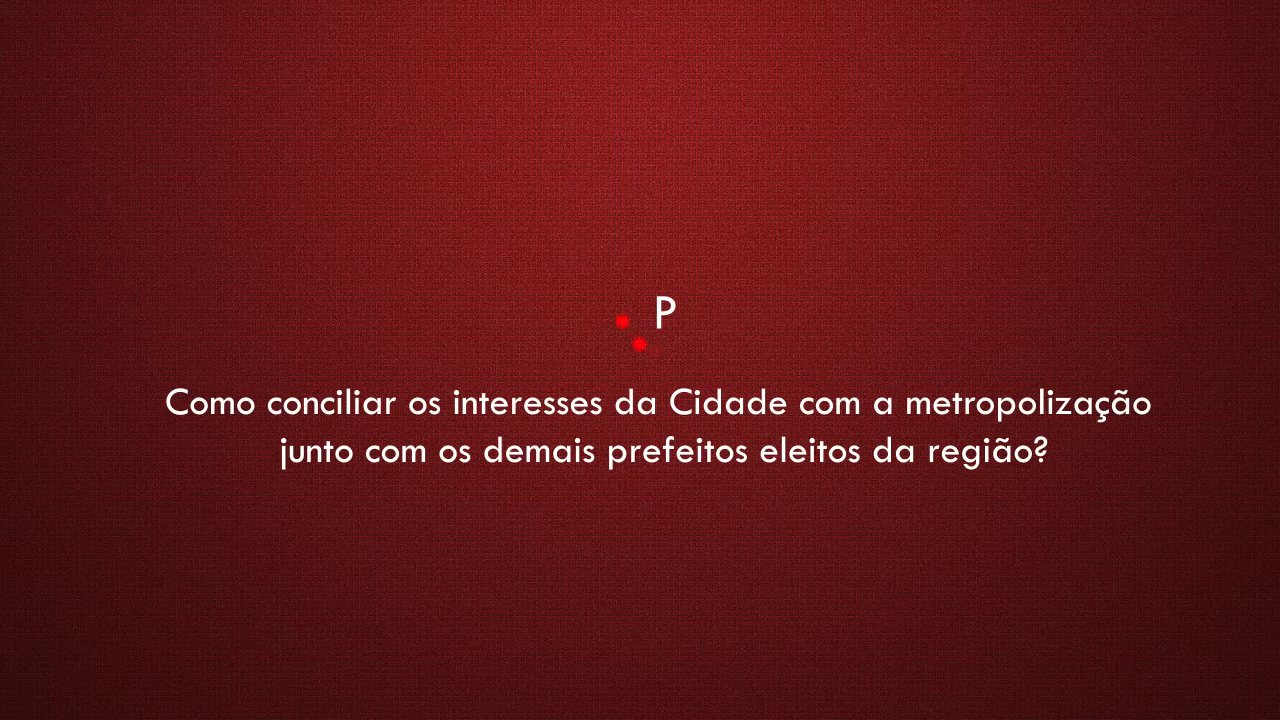 P
Como conciliar os interesses da Cidade com a metropolização
junto com os demais prefeitos eleitos da região?